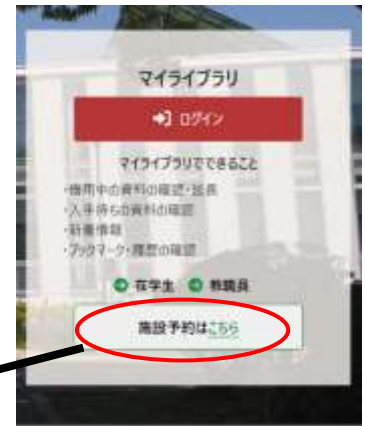 マイライブラリ
ログイン
マイライブラリでできること
・借用中の資料の確認・延長
・入手待ちの資料の確認
・新着情報
・ブックマーク・履歴の確認
在学生 教職員
施設予約はこちら